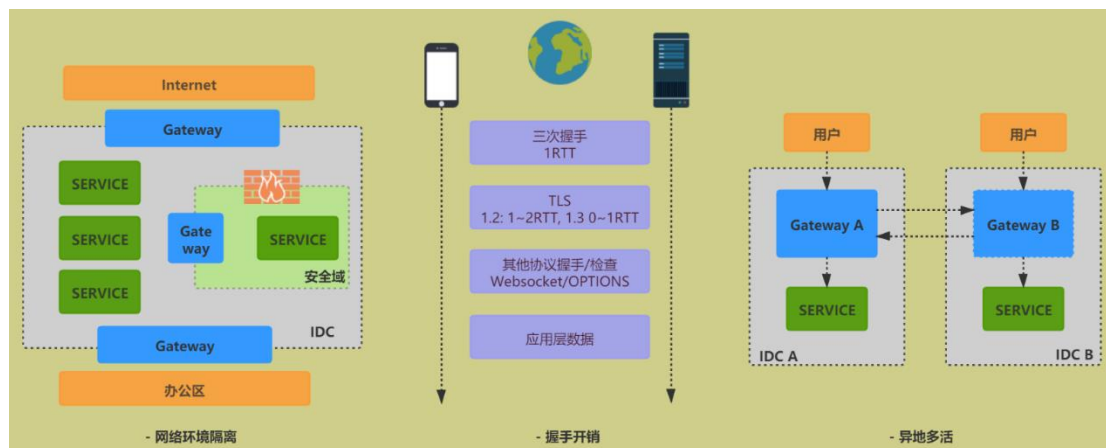 Internet
Gateway
SERVICE
SERVICE
SERVICE
Gate
way
SERVICE
安全域
IDC
Gateway
办公区
- 网络环境隔离
三次握手
1RTT
TLS
1.2: 1~2RTT, 1.3 0~1RTT
其他协议握手/检查
Websocket/OPTIONS
应用层数据
- 握手开销
用户
用户
Gateway A
Gateway B
SERVICE
SERVICE
IDC A
IDC B
- 异地多活